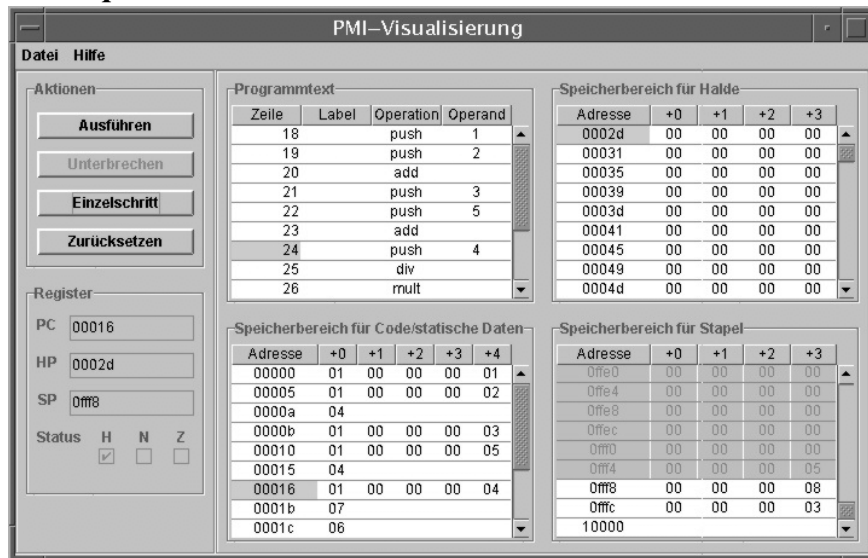 PMI–Visualisierung
Datei Hilfe
Aktionen
Ausführen
Unterbrechen
Einzelschritt
Zurücksetzen
Register
PC 00016
HP 0002d
SP 0fff8
Status H N Z
Programmtext
Zeile Label Operation Operand
18 push 1
19 push 2
20 add
21 push 3
22 push 5
23 add
24 push 4
25 div
26 mult
Speicherbereich für Halde
Adresse +0 +1 +2 +3
0002d 00 00 00 00
00031 00 00 00 00
00035 00 00 00 00
00039 00 00 00 00
0003d 00 00 00 00
00041 00 00 00 00
00045 00 00 00 00
00049 00 00 00 00
0004d 00 00 00 00
Speicherbereich für Code/statische Daten
Adresse +0 +1 +2 +3 +4
00000 01 00 00 00 01
00005 01 00 00 00 02
0000a 04
0000b 01 00 00 00 03
00010 01 00 00 00 05
00015 04
00016 01 00 00 00 04
0001b 07
0001c 06
Speicherbereich für Stapel
Adresse +0 +1 +2 +3
0ffe0 00 00 00 00
0ffe4 00 00 00 00
0ffe8 00 00 00 00
0ffec 00 00 00 00
0fff0 00 00 00 00
0fff4 00 00 00 05
0fff8 00 00 00 08
0fffc 00 00 00 03
10000